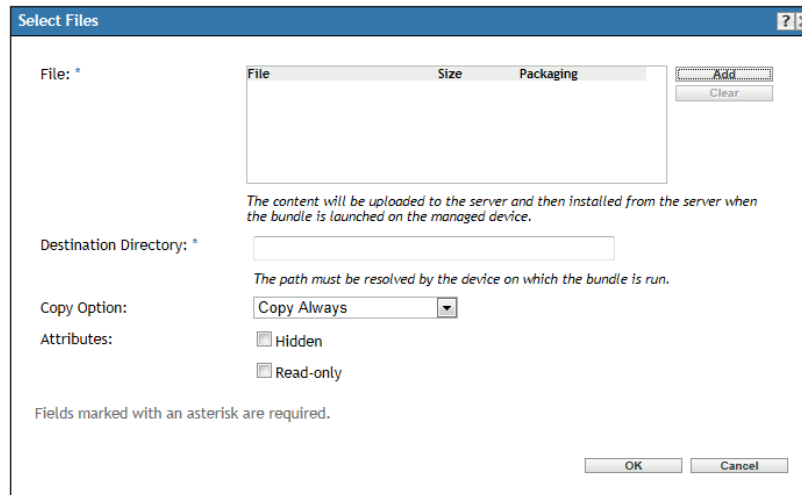 Select Files
File: *
File Size Packaging
Add
Clear
The content will be uploaded to the server and then installed from the server when
the bundle is launched on the managed device.
Destination Directory: *
The path must be resolved by the device on which the bundle is run.
Copy Option: Copy Always
Attributes: Hidden
Read-only
Fields marked with an asterisk are required.
OK Cancel